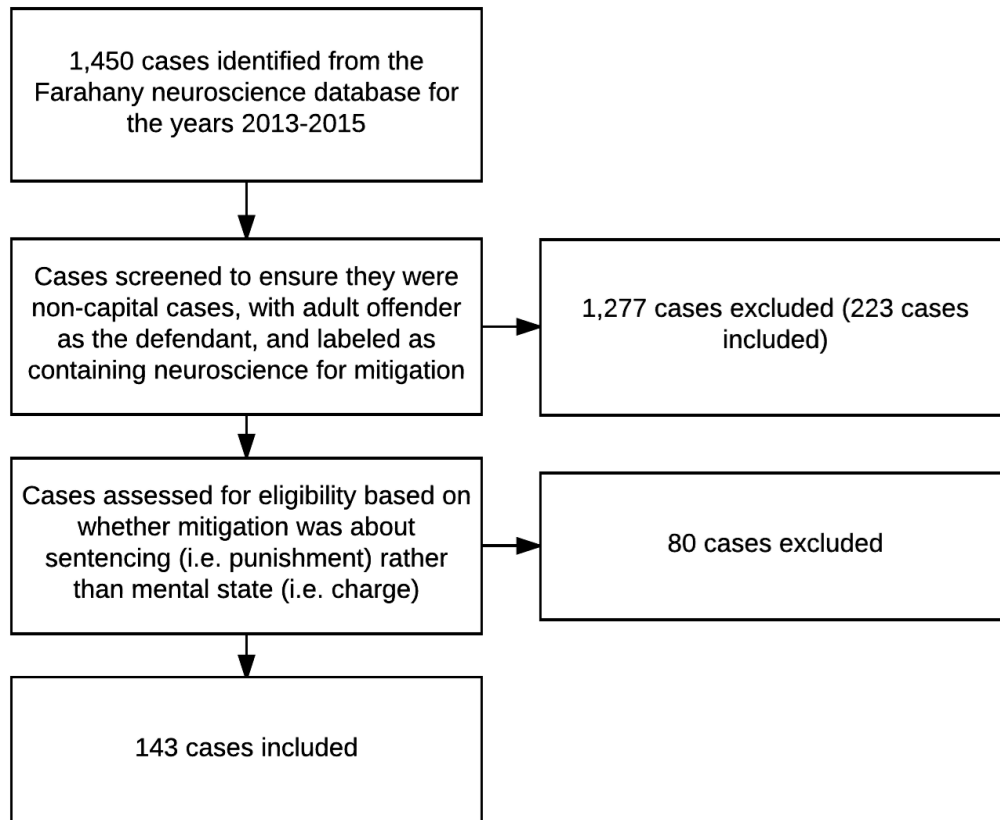 1,450 cases identified from the
Farahany neuroscience database for
the years 2013-2015
Cases screened to ensure they were
non-capital cases, with adult offender
as the defendant, and labeled as
containing neuroscience for mitigation
1,277 cases excluded (223 cases
included)
Cases assessed for eligibility based on
whether mitigation was about
sentencing (i.e. punishment) rather
than mental state (i.e. charge)
80 cases excluded
143 cases included